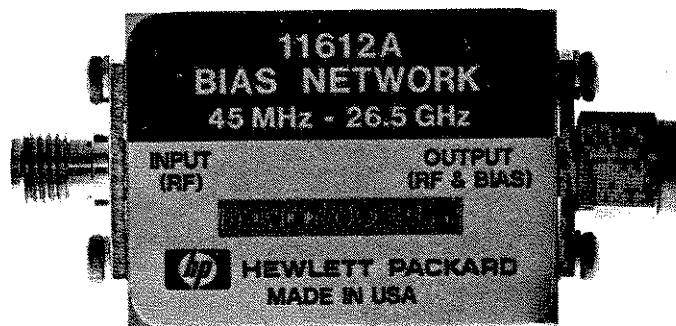 11612A
BIAS NETWORK
45 MHz - 26.5 GHz
INPUT
(RF)
OUTPUT
(RF & BIAS)
hp HEWLETT PACKARD
MADE IN USA